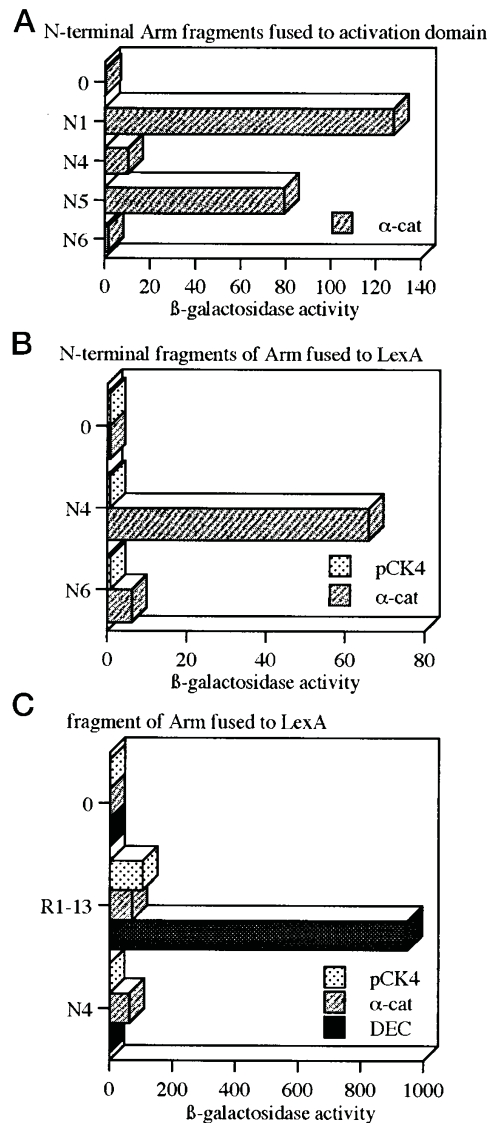 A
N-terminal Arm fragments fused to activation domain
0
N1
N4
N5
N6
α-cat
0 20 40 60 80 100 120 140
ß-galactosidase activity
B
N-terminal fragments of Arm fused to LexA
0
N4
N6
pCK4
α-cat
0 20 40 60 80
ß-galactosidase activity
C
fragment of Arm fused to LexA
0
R1-13
N4
pCK4
α-cat
DEC
0 200 400 600 800 1000
ß-galactosidase activity